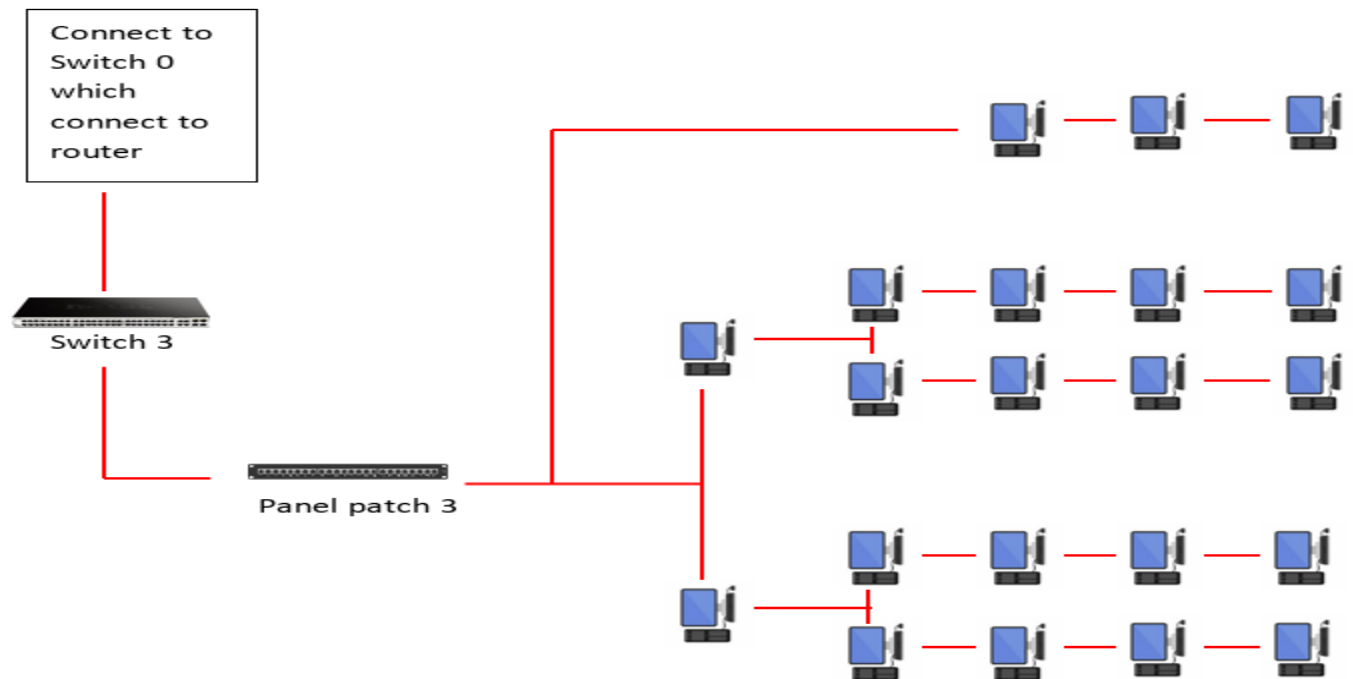 Connect to
Switch 0
which
connect to
router
Switch 3
Panel patch 3